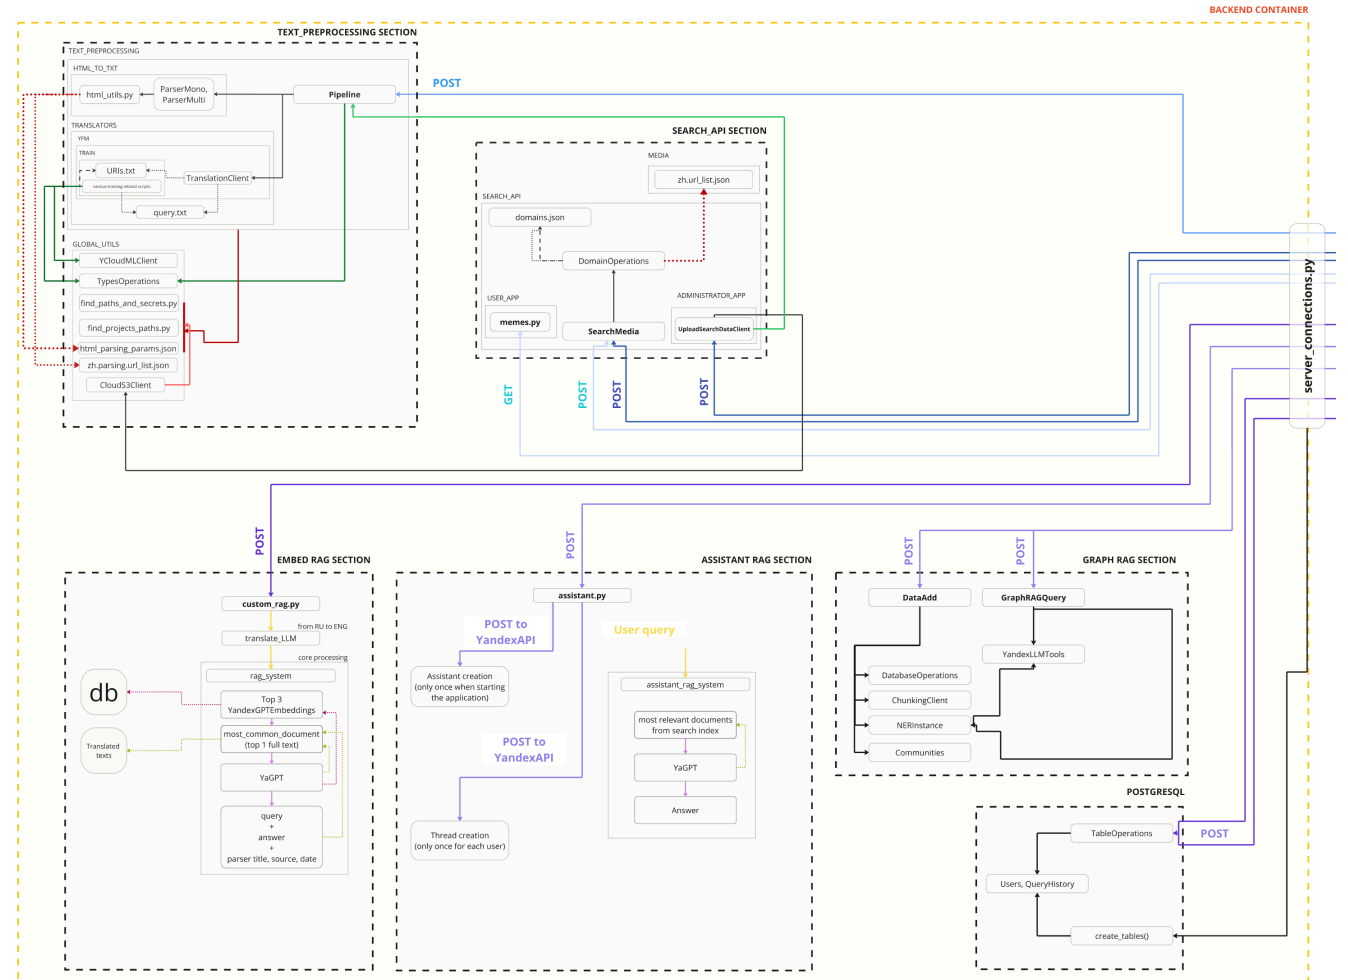 BACKEND CONTAINER
TEXT_PREPROCESSING SECTION
TEXT_PREPROCESSING
HTML_TO_TXT
html_utils.py
ParserMono,
ParserMulti
Pipeline
POST
TRANSLATORS
YFM
TRAIN
URIs.txt
various training related scripts
TranslationClient
query.txt
GLOBAL_UTILS
YCloudMLClient
TypesOperations
find_paths_and_secrets.py
find_projects_paths.py
html_parsing_params.json
zh.parsing.url_list.json
CloudS3Client
SEARCH_API SECTION
MEDIA
zh.url_list.json
SEARCH_API
domains.json
DomainOperations
USER_APP
memes.py
SearchMedia
ADMINISTRATOR_APP
UploadSearchDataClient
GET
POST
POST
POST
server_connections.py
POST
EMBED RAG SECTION
custom_rag.py
from RU to ENG
translate_LLM
core processing
rag_system
db
Top 3
YandexGPTEmbeddings
most_common_document
(top 1 full text)
Translated
texts
YaGPT
query
+
answer
+
parser title, source, date
POST
ASSISTANT RAG SECTION
assistant.py
POST to
YandexAPI
User query
Assistant creation
(only once when starting
the application)
assistant_rag_system
most relevant documents
from search index
POST to
YandexAPI
YaGPT
Answer
Thread creation
(only once for each user)
POST
POST
GRAPH RAG SECTION
DataAdd
GraphRAGQuery
YandexLLMTools
DatabaseOperations
ChunkingClient
NERInstance
Communities
POSTGRESQL
TableOperations
POST
Users, QueryHistory
create_tables()